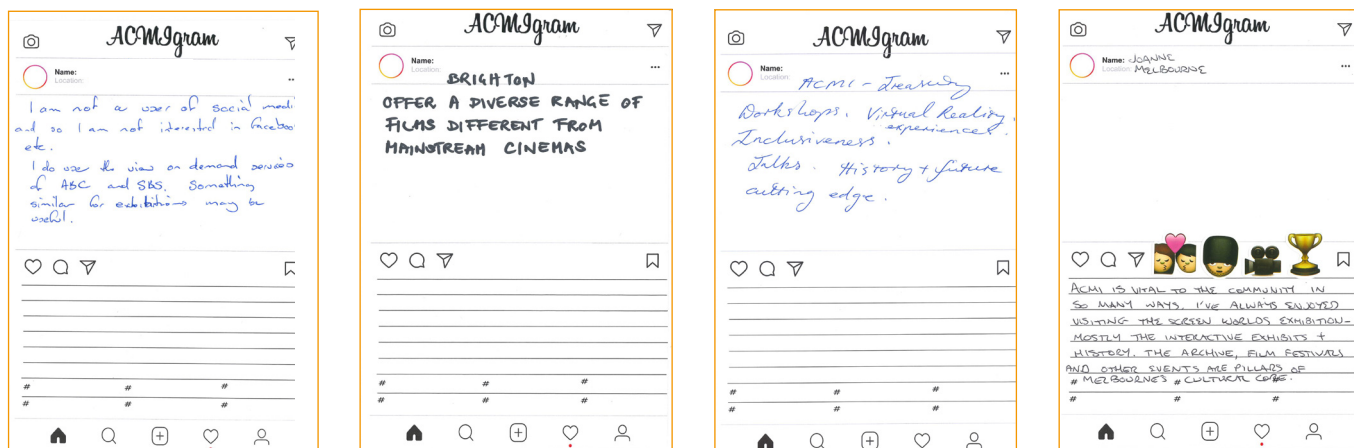 ACMIgram
Name:
Location:
I am not a user of social medi
and so I am not interested in faceboo
etc.
I do use the view on demand services
of ABC and SBS. Something
similar for exhibitions may be
useful.
# # #
# # #
ACMIgram
Name:
Location:
BRIGHTON
OFFER A DIVERSE RANGE OF
FILMS DIFFERENT FROM
MAINSTREAM CINEMAS
# # #
# # #
ACMIgram
Name:
Location:
ACMI - Treasury
Workshops. Virtual Reality.
experiences.
Inclusiveness.
Talks. History + future
cutting edge.
# # #
# # #
ACMIgram
Name: JOANNE
Location: MELBOURNE
ACMI IS VITAL TO THE COMMUNITY IN
SO MANY WAYS. I'VE ALWAYS ENJOYED
VISITING THE SCREEN WORLDS EXHIBITION-
MOSTLY THE INTERACTIVE EXHIBITS +
HISTORY. THE ARCHIVE, FILM FESTIVALS
AND OTHER EVENTS ARE PILLARS OF
# MELBOURNE'S # CULTURAL CORE. #
# # #